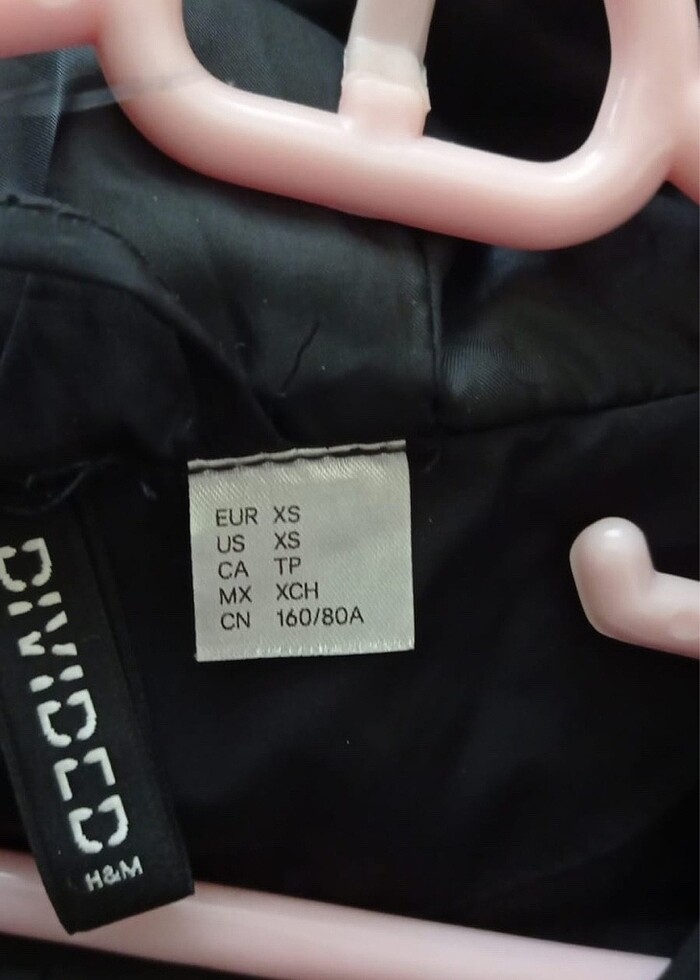 DIVIDED
H&M
EUR XS
US XS
CA TP
MX XCH
CN 160/80A